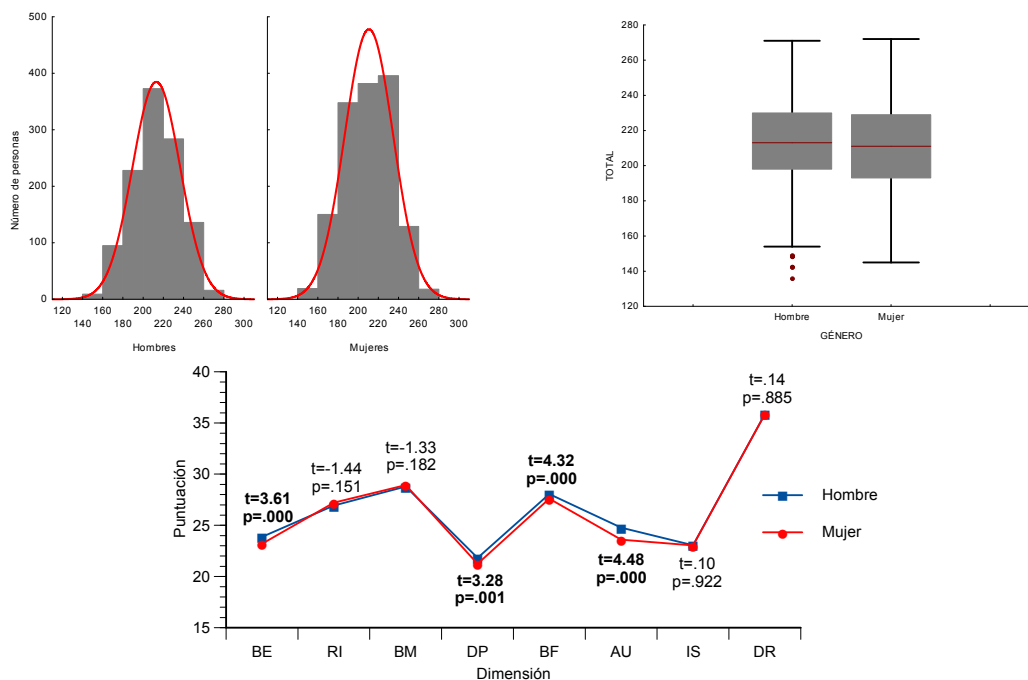 500
400
300
200
100
0
Número de personas
120 160 200 240 280
140 180 220 260 300
Hombres
120 160 200 240 280
140 180 220 260 300
Mujeres
280
260
240
220
200
180
160
140
120
TOTAL
Hombre Mujer
GÉNERO
40
35
30
25
20
15
Puntuación
t=3.61
p=.000
t=-1.44
p=.151
t=-1.33
p=.182
t=3.28
p=.001
t=4.32
p=.000
t=4.48
p=.000
t=.10
p=.922
t=.14
p=.885
Hombre
Mujer
BE RI BM DP BF AU IS DR
Dimensión